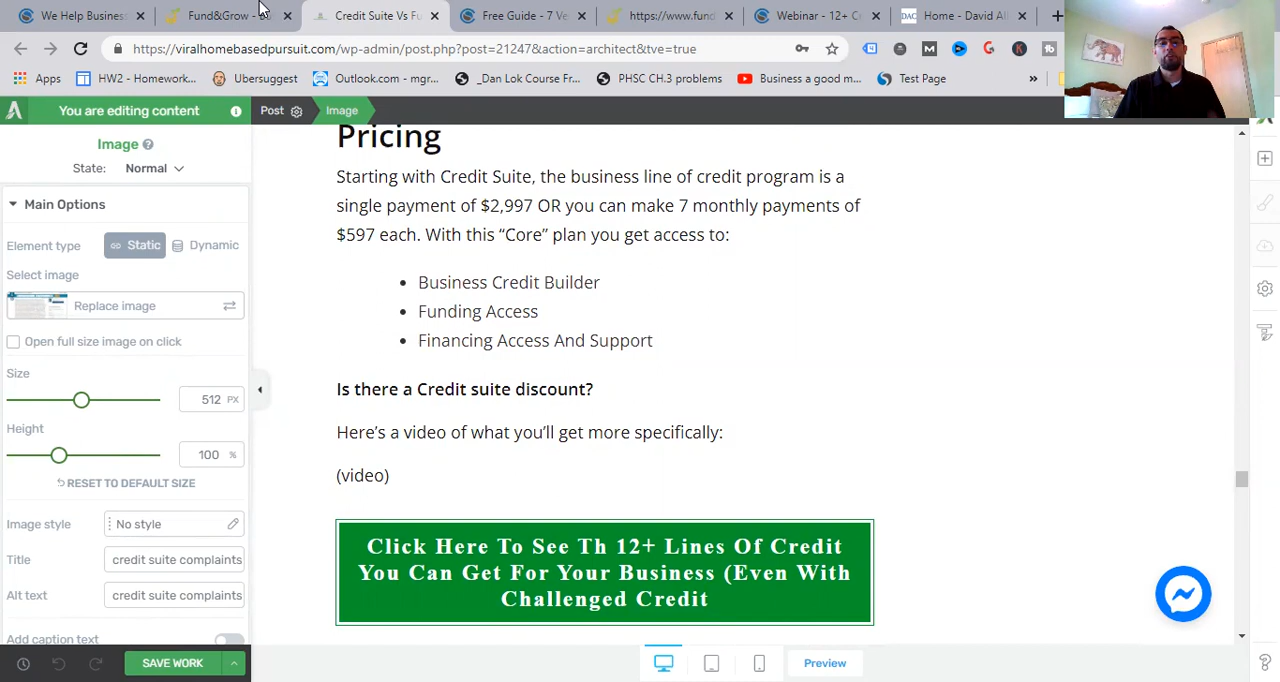 We Help Business
Fund&Grow -
Credit Suite Vs Fu
Free Guide - 7 Ve
https://www.fund
Webinar - 12+ C
DAC
Home - David All
https://viralhomebasedpursuit.com/wp-admin/post.php?post=21247&action=architect&tve=true
Apps
HW2 - Homework...
Ubersuggest
Outlook.com - mgr...
_Dan Lok Course Fr...
PHSC CH.3 problems
Business a good m...
Test Page
»
You are editing content
Post
Image
Image
State: Normal
Main Options
Element type Static Dynamic
Select image
Replace image
Open full size image on click
Size
512 PX
Height
100 %
RESET TO DEFAULT SIZE
Image style No style
Title credit suite complaints
Alt text credit suite complaints
Add caption text
SAVE WORK
Pricing
Starting with Credit Suite, the business line of credit program is a
single payment of $2,997 OR you can make 7 monthly payments of
$597 each. With this “Core” plan you get access to:
• Business Credit Builder
• Funding Access
• Financing Access And Support
Is there a Credit suite discount?
Here’s a video of what you’ll get more specifically:
(video)
Click Here To See Th 12+ Lines Of Credit
You Can Get For Your Business (Even With
Challenged Credit
Preview